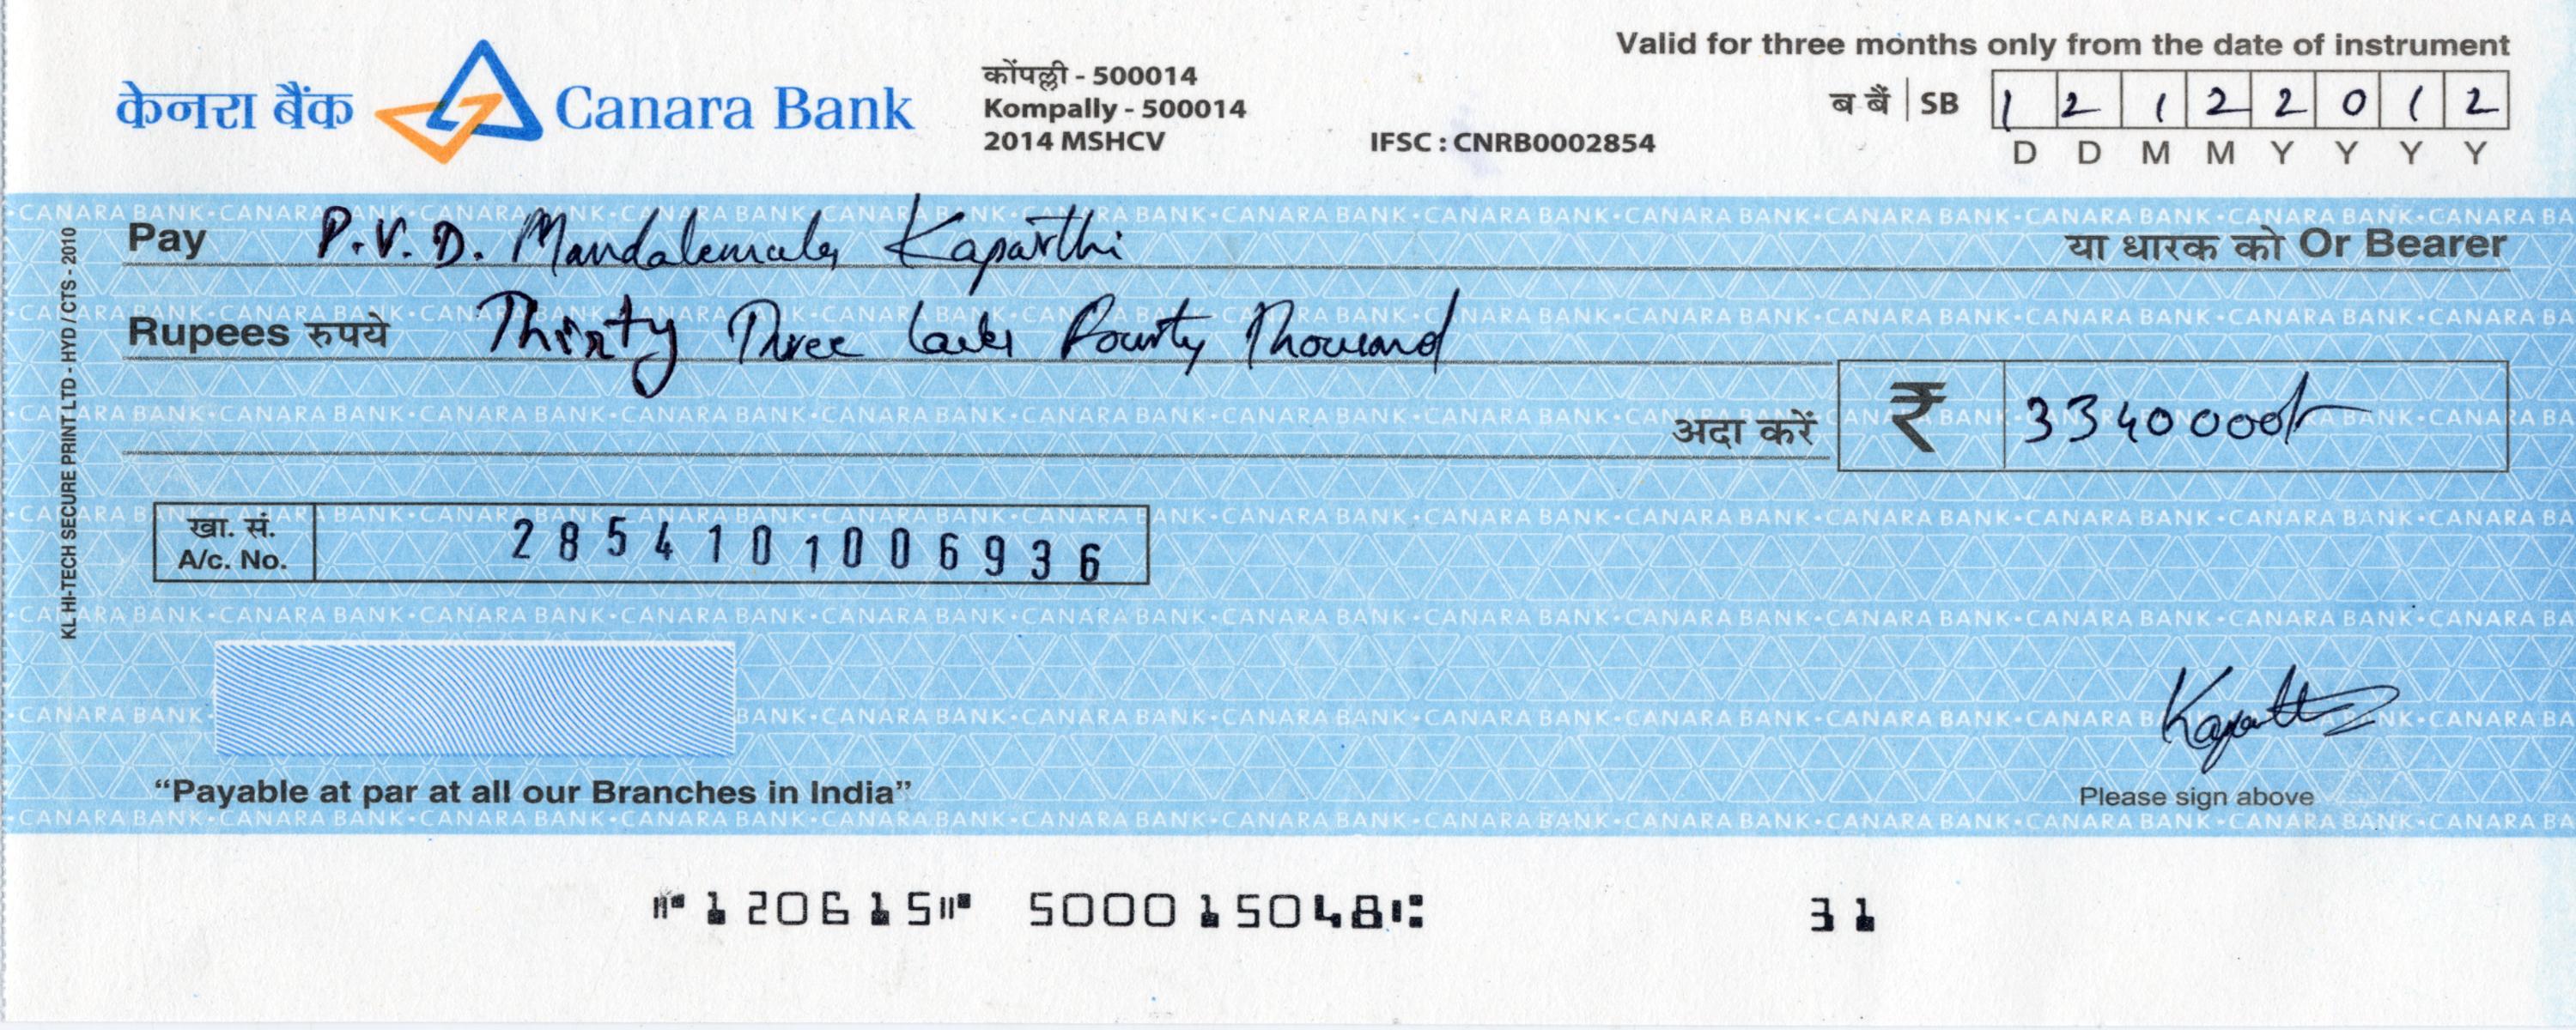 Valid for three months only from the date of instrument
केनरा बैंक Canara Bank
कोंपल्ली - 500014
Kompally - 500014
2014 MSHCV
IFSC : CNRB0002854
ब बैं | SB 1 2 1 2 2 0 1 2
D D M M Y Y Y Y
Pay P.V.D. Kaparthi या धारक को Or Bearer
Rupees रुपये Thirty Three Lacks Fourty Thousand
अदा करें ₹ 3340000/-
खा. सं.
A/c. No. 2854101006936
KL HI-TECH SECURE PRINT LTD - HYD / CTS - 2010
"Payable at par at all our Branches in India"
Please sign above
⑈120615⑈ 500015048⑆ 31